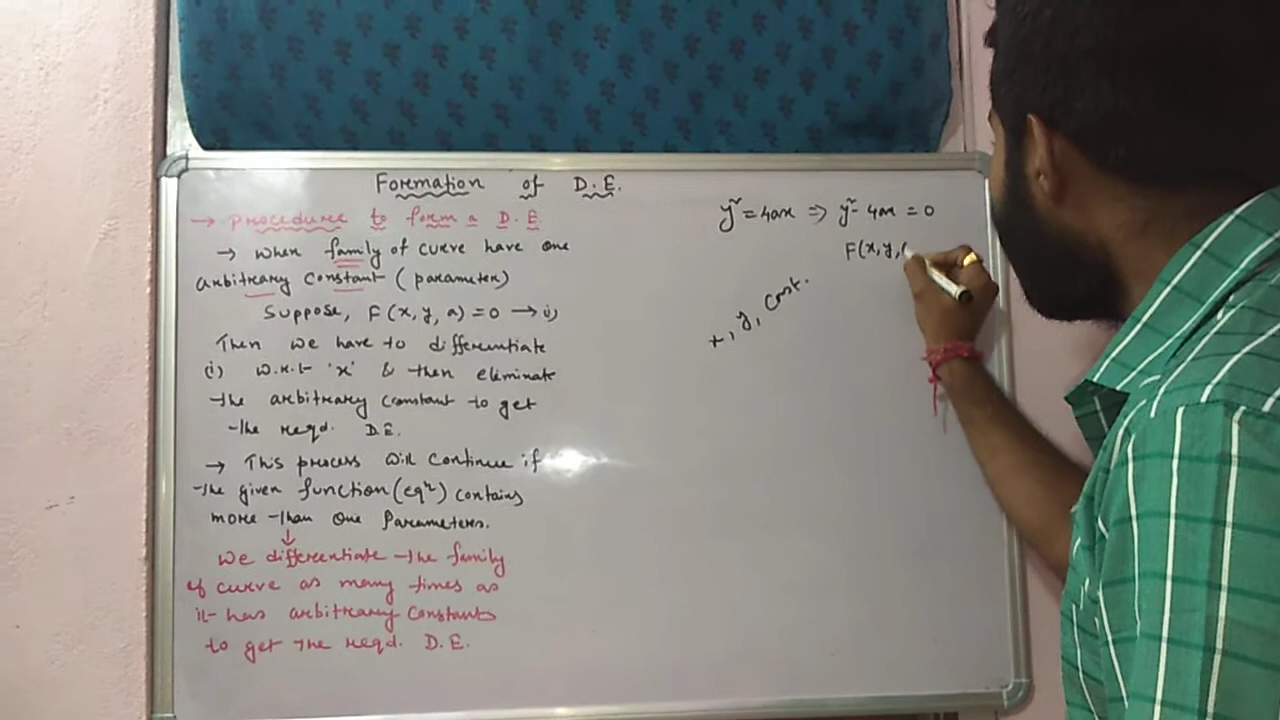 Formation of D.E.
→ procedure to form a D.E.
→ when family of curve have one
arbitrary constant (parameter)
Suppose, F(x, y, a) = 0 → i)
Then we have to differentiate
(i) w.r.t 'x' & then eliminate
the arbitrary constant to get
the reqd. D.E.
→ This process will continue if
the given function (eqⁿ) contains
more than one parameters.
↓
we differentiate the family
of curve as many times as
it has arbitrary constants
to get the reqd. D.E.
y² = 4ax ⇒ y² - 4ax = 0
F(x, y, (
x, y, const.